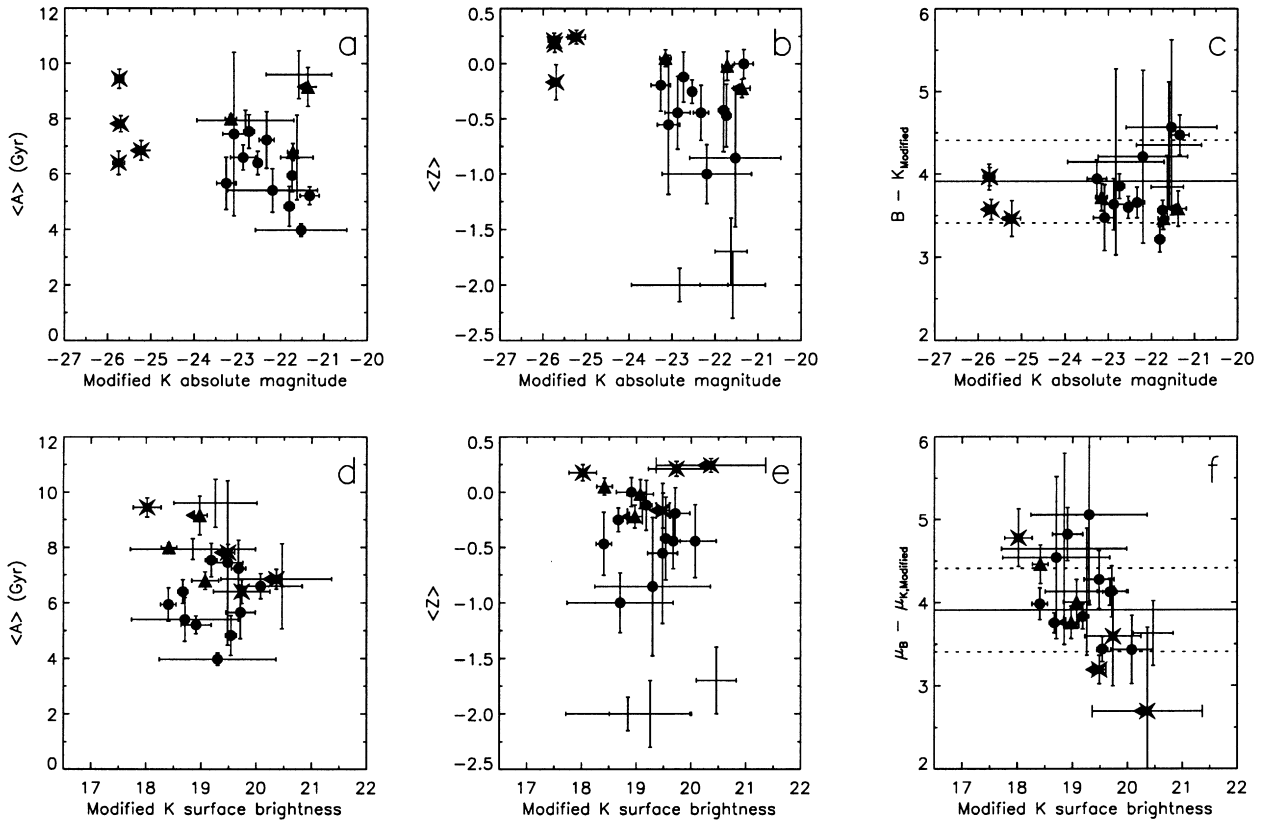 12
10
8
6
4
2
0
<A> (Gyr)
a
−27 −26 −25 −24 −23 −22 −21 −20
Modified K absolute magnitude
0.5
0.0
−0.5
−1.0
−1.5
−2.0
−2.5
<Z>
b
−27 −26 −25 −24 −23 −22 −21 −20
Modified K absolute magnitude
6
5
4
3
2
B − K_Modified
c
−27 −26 −25 −24 −23 −22 −21 −20
Modified K absolute magnitude
12
10
8
6
4
2
0
<A> (Gyr)
d
17 18 19 20 21 22
Modified K surface brightness
0.5
0.0
−0.5
−1.0
−1.5
−2.0
−2.5
<Z>
e
17 18 19 20 21 22
Modified K surface brightness
6
5
4
3
2
μ_B − μ_K,Modified
f
17 18 19 20 21 22
Modified K surface brightness